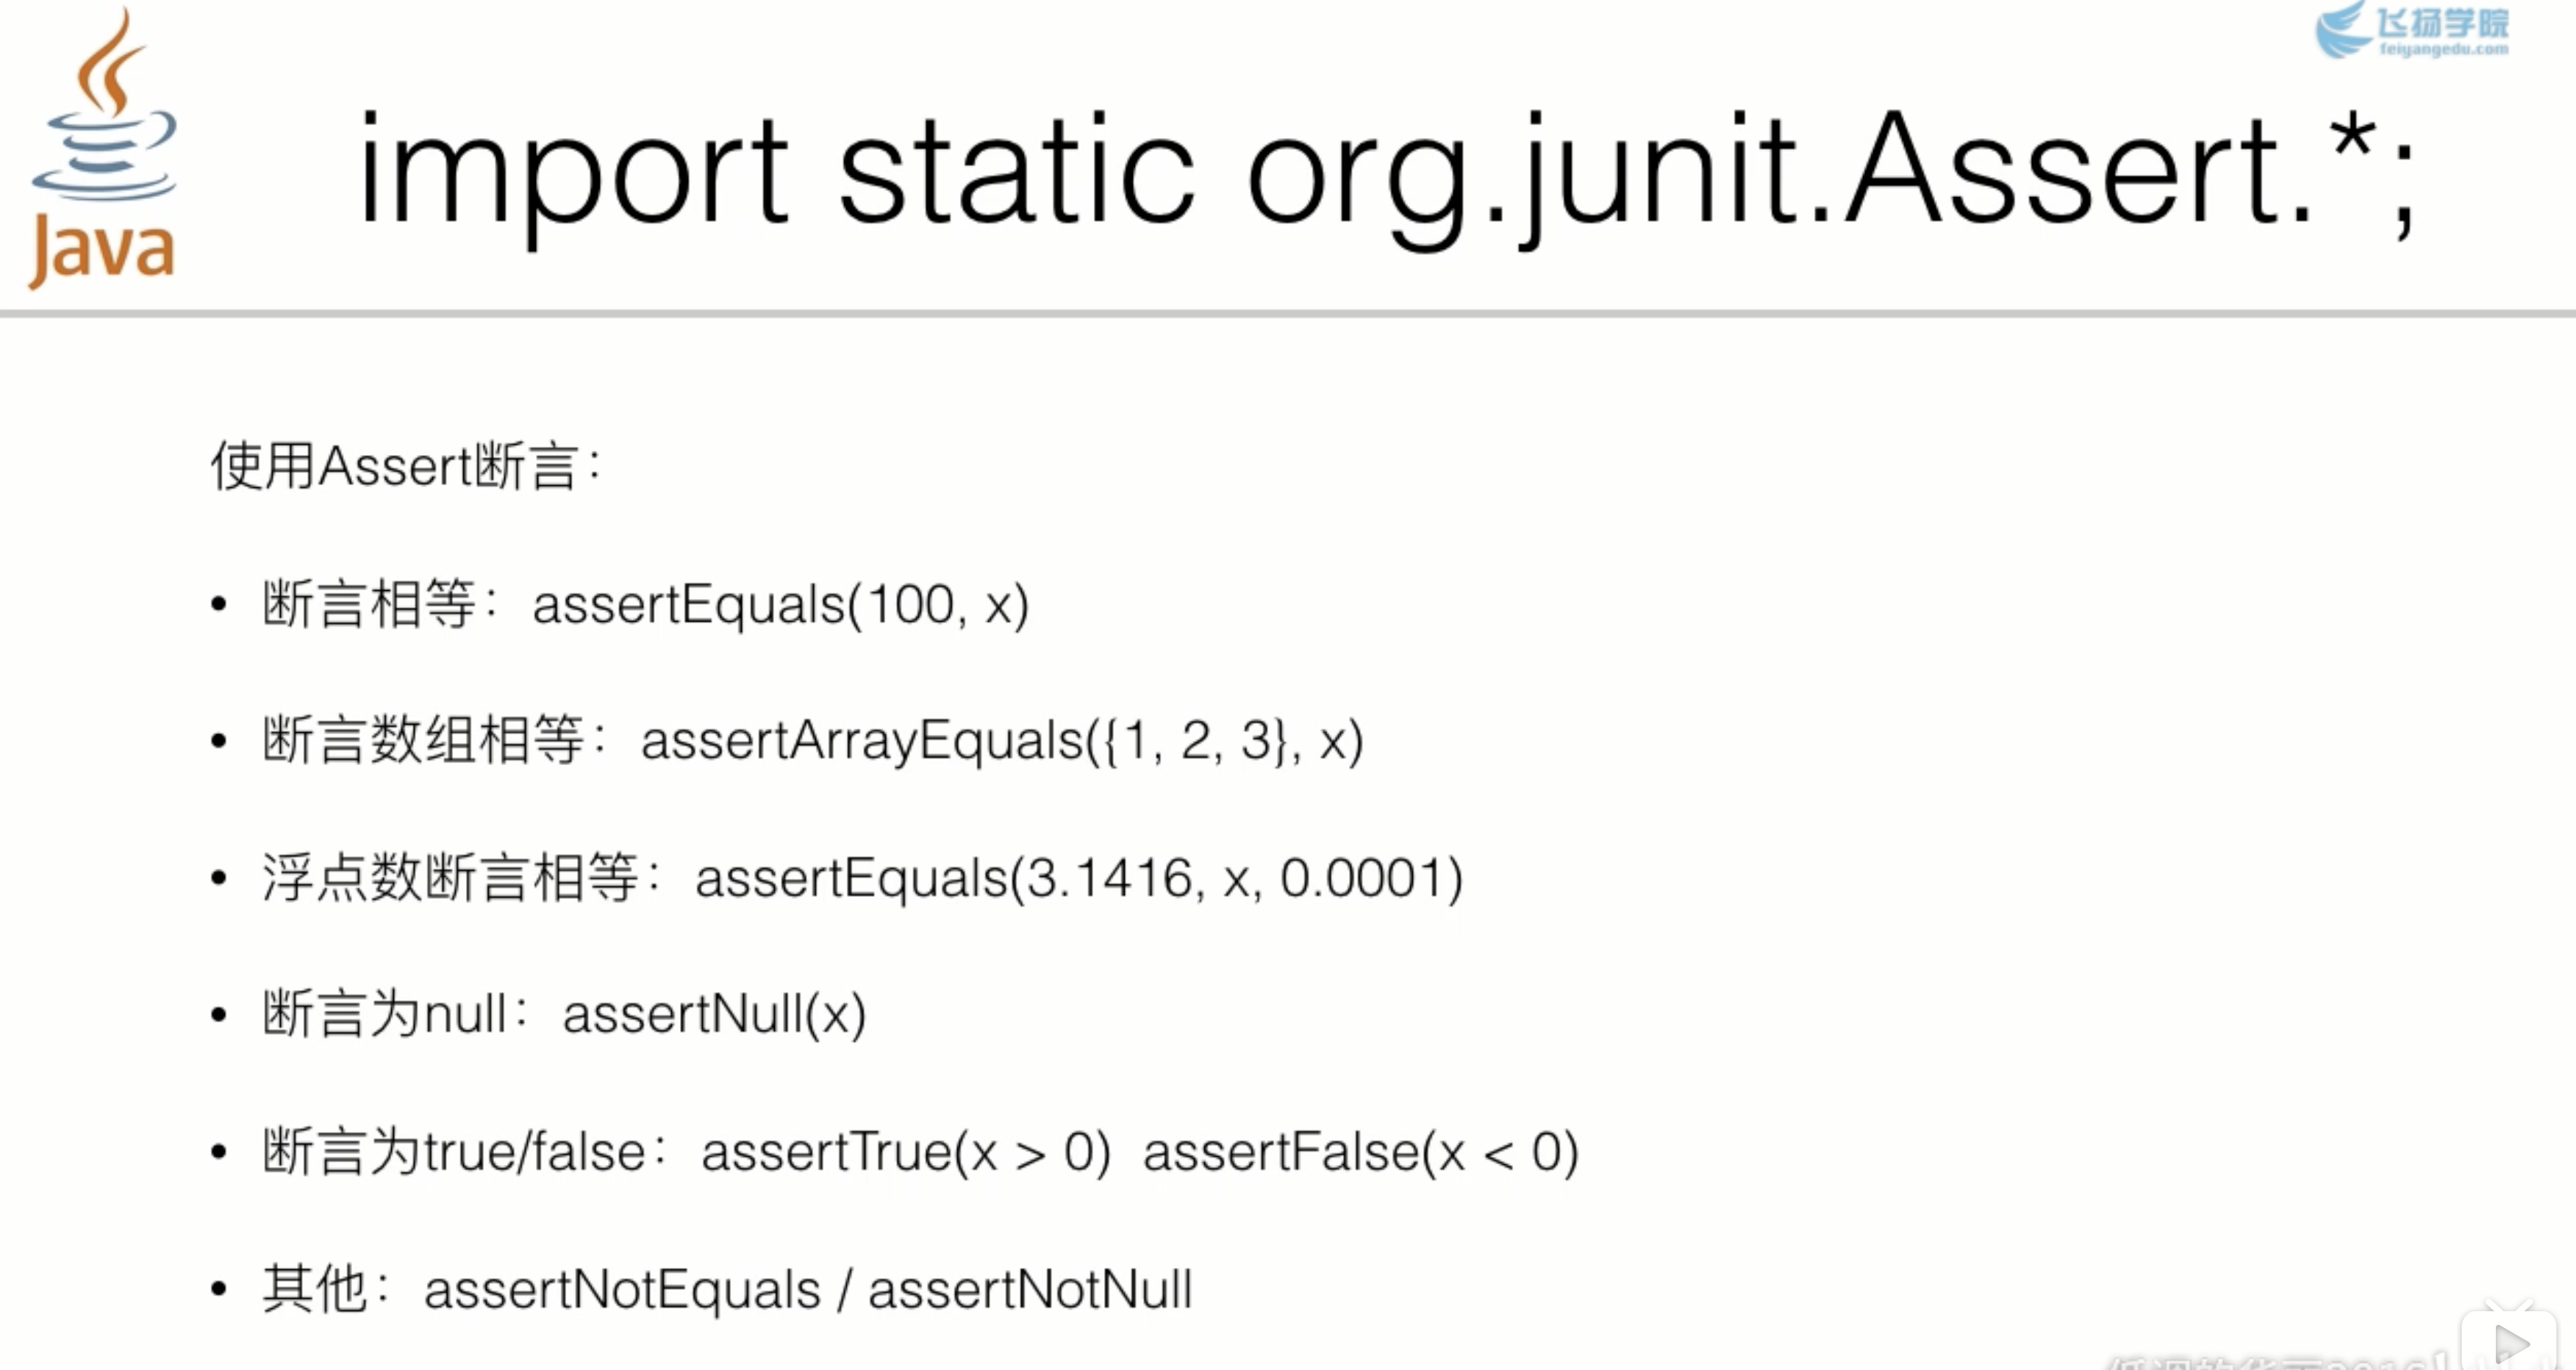 飞扬学院
feiyangedu.com
Java
import static org.junit.Assert.*;
使用Assert断言：
• 断言相等：assertEquals(100, x)
• 断言数组相等：assertArrayEquals({1, 2, 3}, x)
• 浮点数断言相等：assertEquals(3.1416, x, 0.0001)
• 断言为null：assertNull(x)
• 断言为true/false：assertTrue(x > 0) assertFalse(x < 0)
• 其他：assertNotEquals / assertNotNull